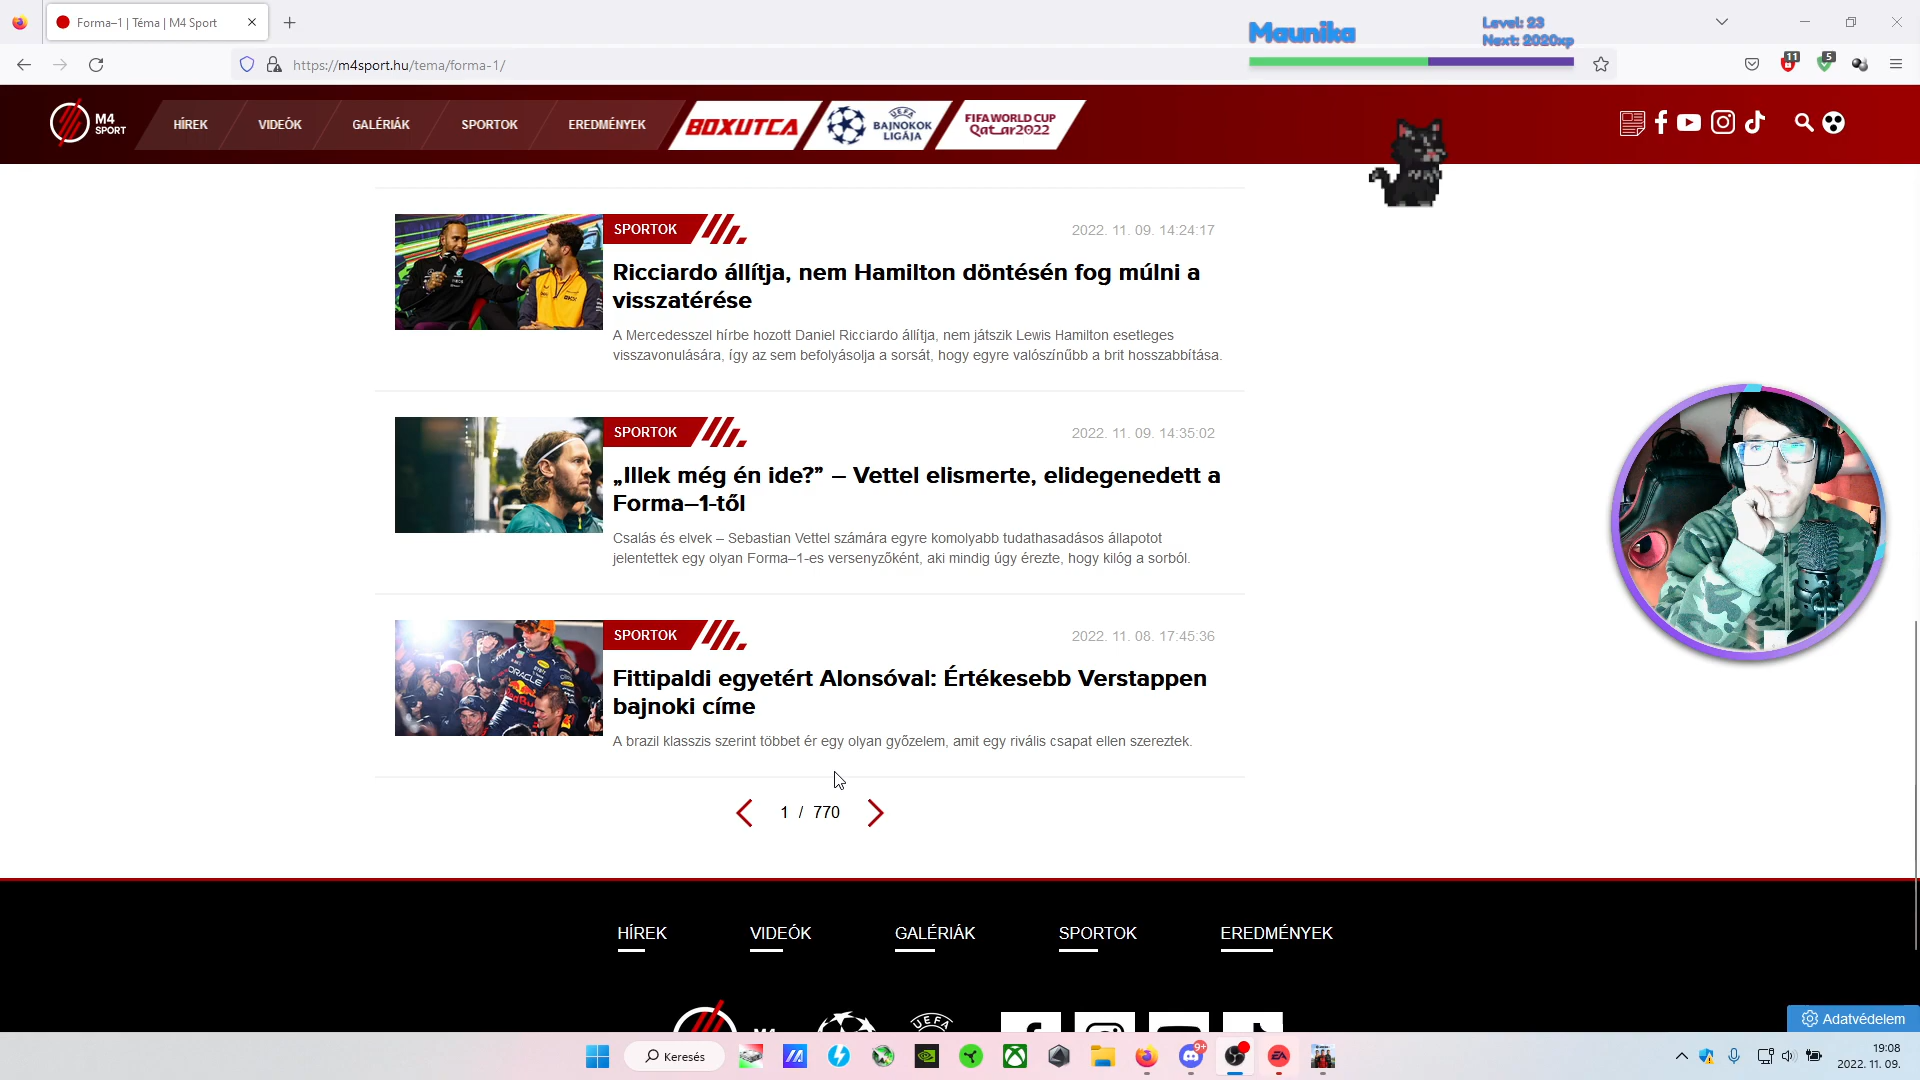 Forma–1 | Téma | M4 Sport
Maunika
Level: 23
Next: 2020xp
https://m4sport.hu/tema/forma-1/
11
5
M4
SPORT
HÍREK
VIDEÓK
GALÉRIÁK
SPORTOK
EREDMÉNYEK
BOXUTCA
UEFA
BAJNOKOK
LIGÁJA
FIFA WORLD CUP
Qatar2022
SPORTOK
2022. 11. 09. 14:24:17
Ricciardo állítja, nem Hamilton döntésén fog múlni a
visszatérése
A Mercedesszel hírbe hozott Daniel Ricciardo állítja, nem játszik Lewis Hamilton esetleges
visszavonulására, így az sem befolyásolja a sorsát, hogy egyre valószínűbb a brit hosszabbítása.
SPORTOK
2022. 11. 09. 14:35:02
„Illek még én ide?” – Vettel elismerte, elidegenedett a
Forma–1-től
Csalás és elvek – Sebastian Vettel számára egyre komolyabb tudathasadásos állapotot
jelentettek egy olyan Forma–1-es versenyzőként, aki mindig úgy érezte, hogy kilóg a sorból.
SPORTOK
2022. 11. 08. 17:45:36
Fittipaldi egyetért Alonsóval: Értékesebb Verstappen
bajnoki címe
A brazil klasszis szerint többet ér egy olyan győzelem, amit egy rivális csapat ellen szereztek.
ORACLE
1 / 770
HÍREK
VIDEÓK
GALÉRIÁK
SPORTOK
EREDMÉNYEK
UEFA
Adatvédelem
Keresés
9+
EA
19:08
2022. 11. 09.